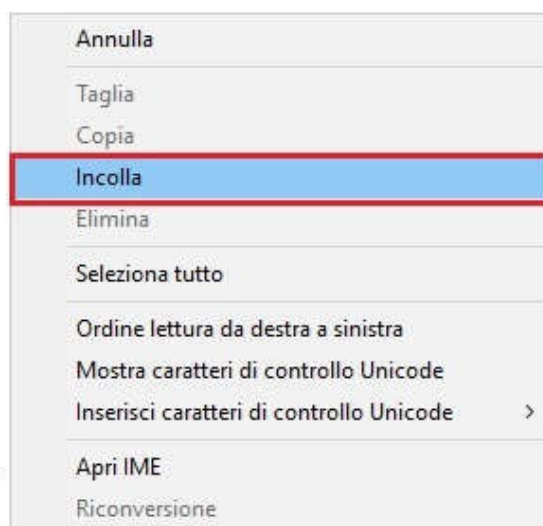 Annulla
Taglia
Copia
Incolla
Elimina
Seleziona tutto
Ordine lettura da destra a sinistra
Mostra caratteri di controllo Unicode
Inserisci caratteri di controllo Unicode
Apri IME
Riconversione